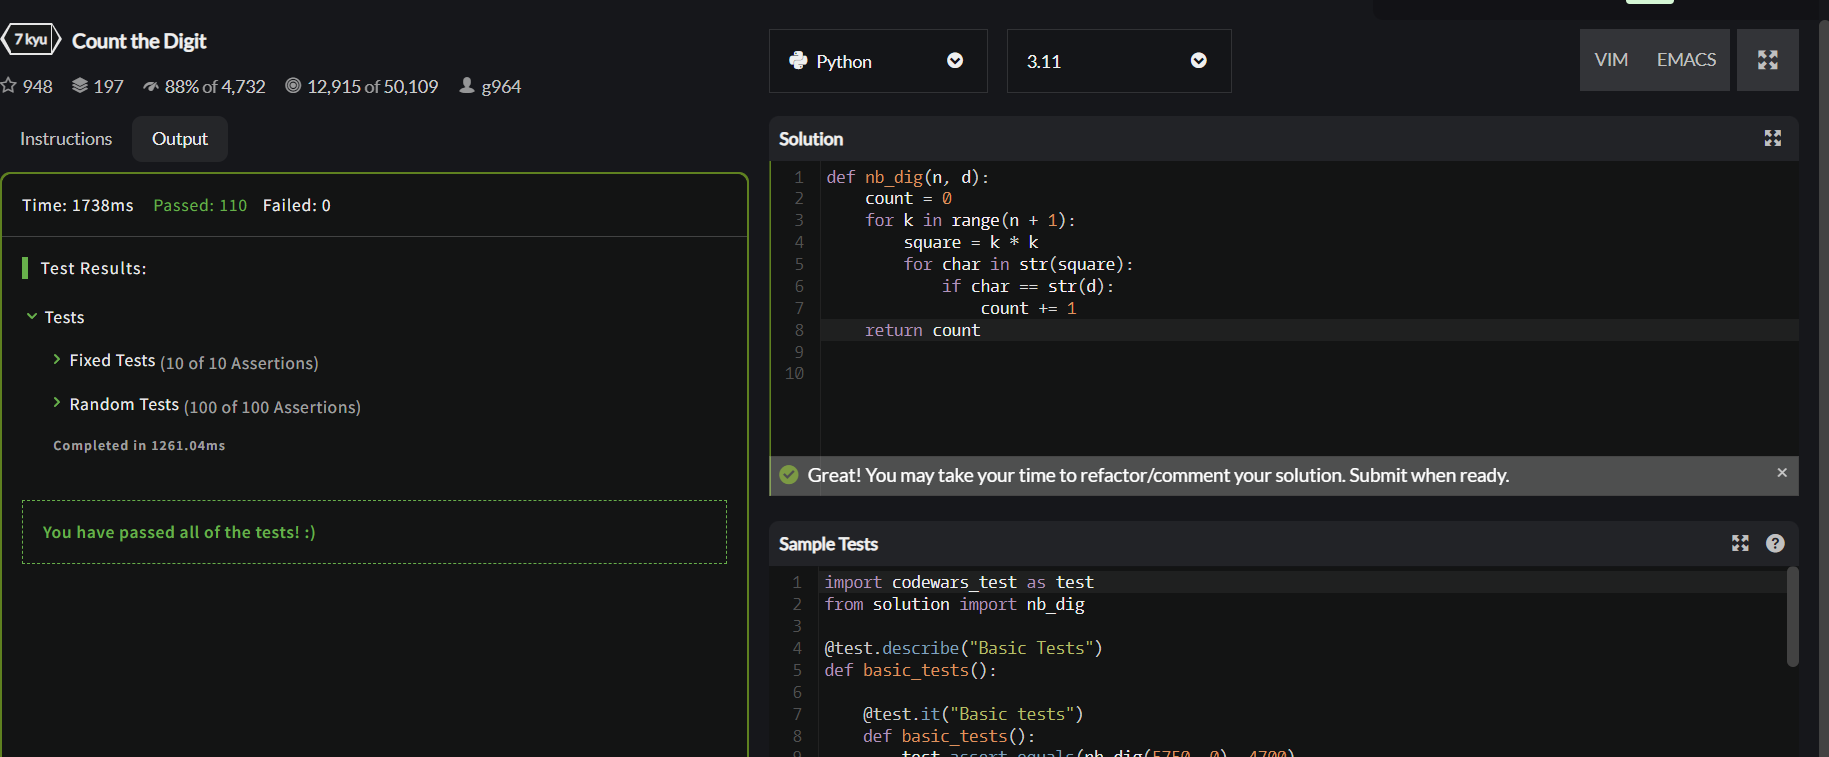 7 kyu Count the Digit
948 197 88% of 4,732 12,915 of 50,109 g964
Instructions Output
Time: 1738ms Passed: 110 Failed: 0
Test Results:
Tests
Fixed Tests (10 of 10 Assertions)
Random Tests (100 of 100 Assertions)
Completed in 1261.04ms
You have passed all of the tests! :)
Python 3.11 VIM EMACS
Solution
1 def nb_dig(n, d):
2     count = 0
3     for k in range(n + 1):
4         square = k * k
5         for char in str(square):
6             if char == str(d):
7                 count += 1
8     return count
9
10
Great! You may take your time to refactor/comment your solution. Submit when ready. ×
Sample Tests ?
1 import codewars_test as test
2 from solution import nb_dig
3
4 @test.describe("Basic Tests")
5 def basic_tests():
6
7     @test.it("Basic tests")
8     def basic_tests():
9         test.assert_equals(nb_dig(5750, 0), 4700)